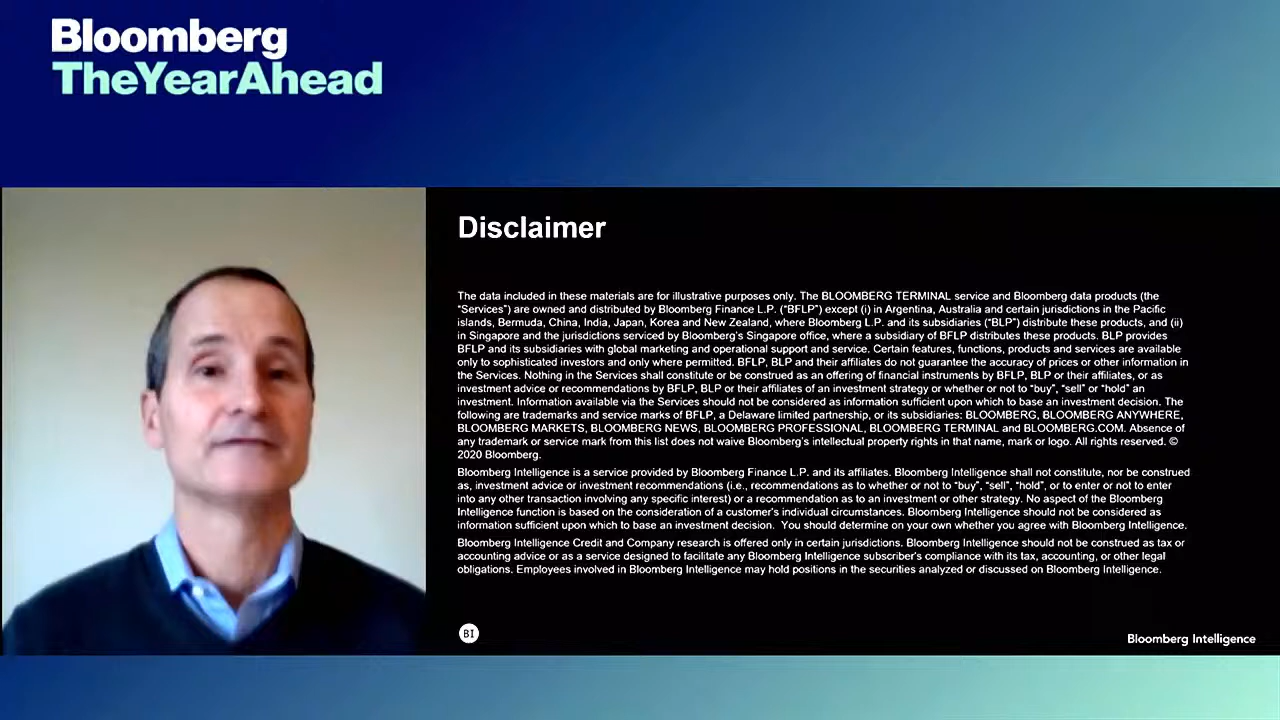 Bloomberg
TheYearAhead
Disclaimer
The data included in these materials are for illustrative purposes only. The BLOOMBERG TERMINAL service and Bloomberg data products (the
“Services”) are owned and distributed by Bloomberg Finance L.P. (“BFLP”) except (i) in Argentina, Australia and certain jurisdictions in the Pacific
islands, Bermuda, China, India, Japan, Korea and New Zealand, where Bloomberg L.P. and its subsidiaries (“BLP”) distribute these products, and (ii)
in Singapore and the jurisdictions serviced by Bloomberg’s Singapore office, where a subsidiary of BFLP distributes these products. BLP provides
BFLP and its subsidiaries with global marketing and operational support and service. Certain features, functions, products and services are available
only to sophisticated investors and only where permitted. BFLP, BLP and their affiliates do not guarantee the accuracy of prices or other information in
the Services. Nothing in the Services shall constitute or be construed as an offering of financial instruments by BFLP, BLP or their affiliates, or as
investment advice or recommendations by BFLP, BLP or their affiliates of an investment strategy or whether or not to “buy”, “sell” or “hold” an
investment. Information available via the Services should not be considered as information sufficient upon which to base an investment decision. The
following are trademarks and service marks of BFLP, a Delaware limited partnership, or its subsidiaries: BLOOMBERG, BLOOMBERG ANYWHERE,
BLOOMBERG MARKETS, BLOOMBERG NEWS, BLOOMBERG PROFESSIONAL, BLOOMBERG TERMINAL and BLOOMBERG.COM. Absence of
any trademark or service mark from this list does not waive Bloomberg’s intellectual property rights in that name, mark or logo. All rights reserved. ©
2020 Bloomberg.
Bloomberg Intelligence is a service provided by Bloomberg Finance L.P. and its affiliates. Bloomberg Intelligence shall not constitute, nor be construed
as, investment advice or investment recommendations (i.e., recommendations as to whether or not to “buy”, “sell”, “hold”, or to enter or not to enter
into any other transaction involving any specific interest) or a recommendation as to an investment or other strategy. No aspect of the Bloomberg
Intelligence function is based on the consideration of a customer's individual circumstances. Bloomberg Intelligence should not be considered as
information sufficient upon which to base an investment decision. You should determine on your own whether you agree with Bloomberg Intelligence.
Bloomberg Intelligence Credit and Company research is offered only in certain jurisdictions. Bloomberg Intelligence should not be construed as tax or
accounting advice or as a service designed to facilitate any Bloomberg Intelligence subscriber's compliance with its tax, accounting, or other legal
obligations. Employees involved in Bloomberg Intelligence may hold positions in the securities analyzed or discussed on Bloomberg Intelligence.
BI
Bloomberg Intelligence